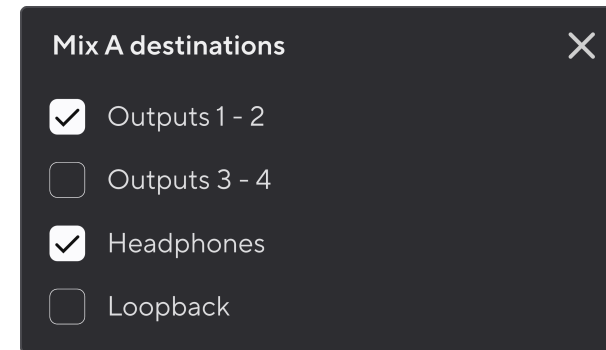 Mix A destinations
Outputs 1 - 2
Outputs 3 - 4
Headphones
Loopback